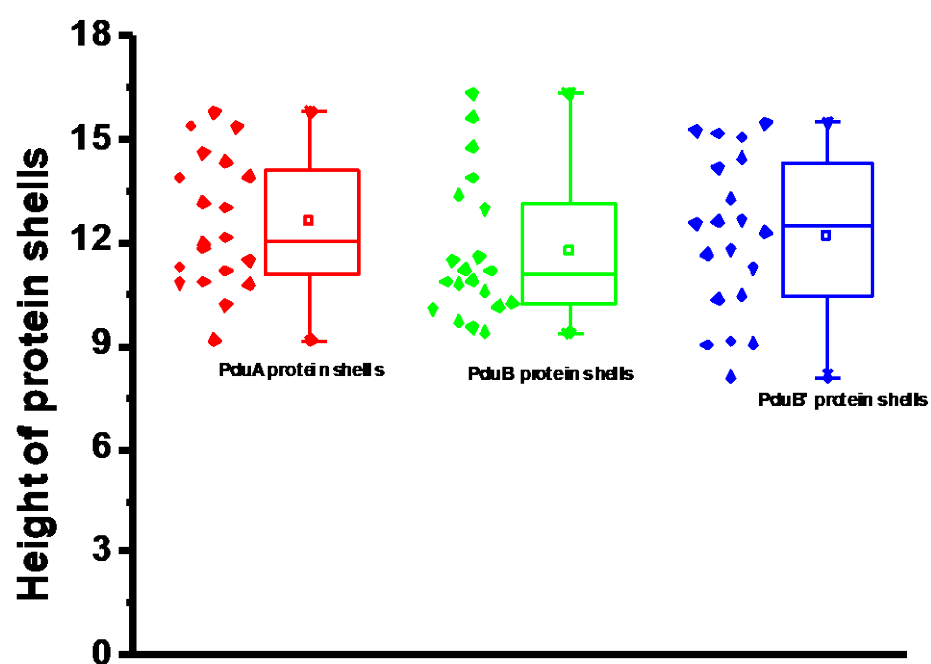 18
15
12
9
6
3
0
Height of protein shells
PduA protein shells
PduB protein shells
PduB' protein shells